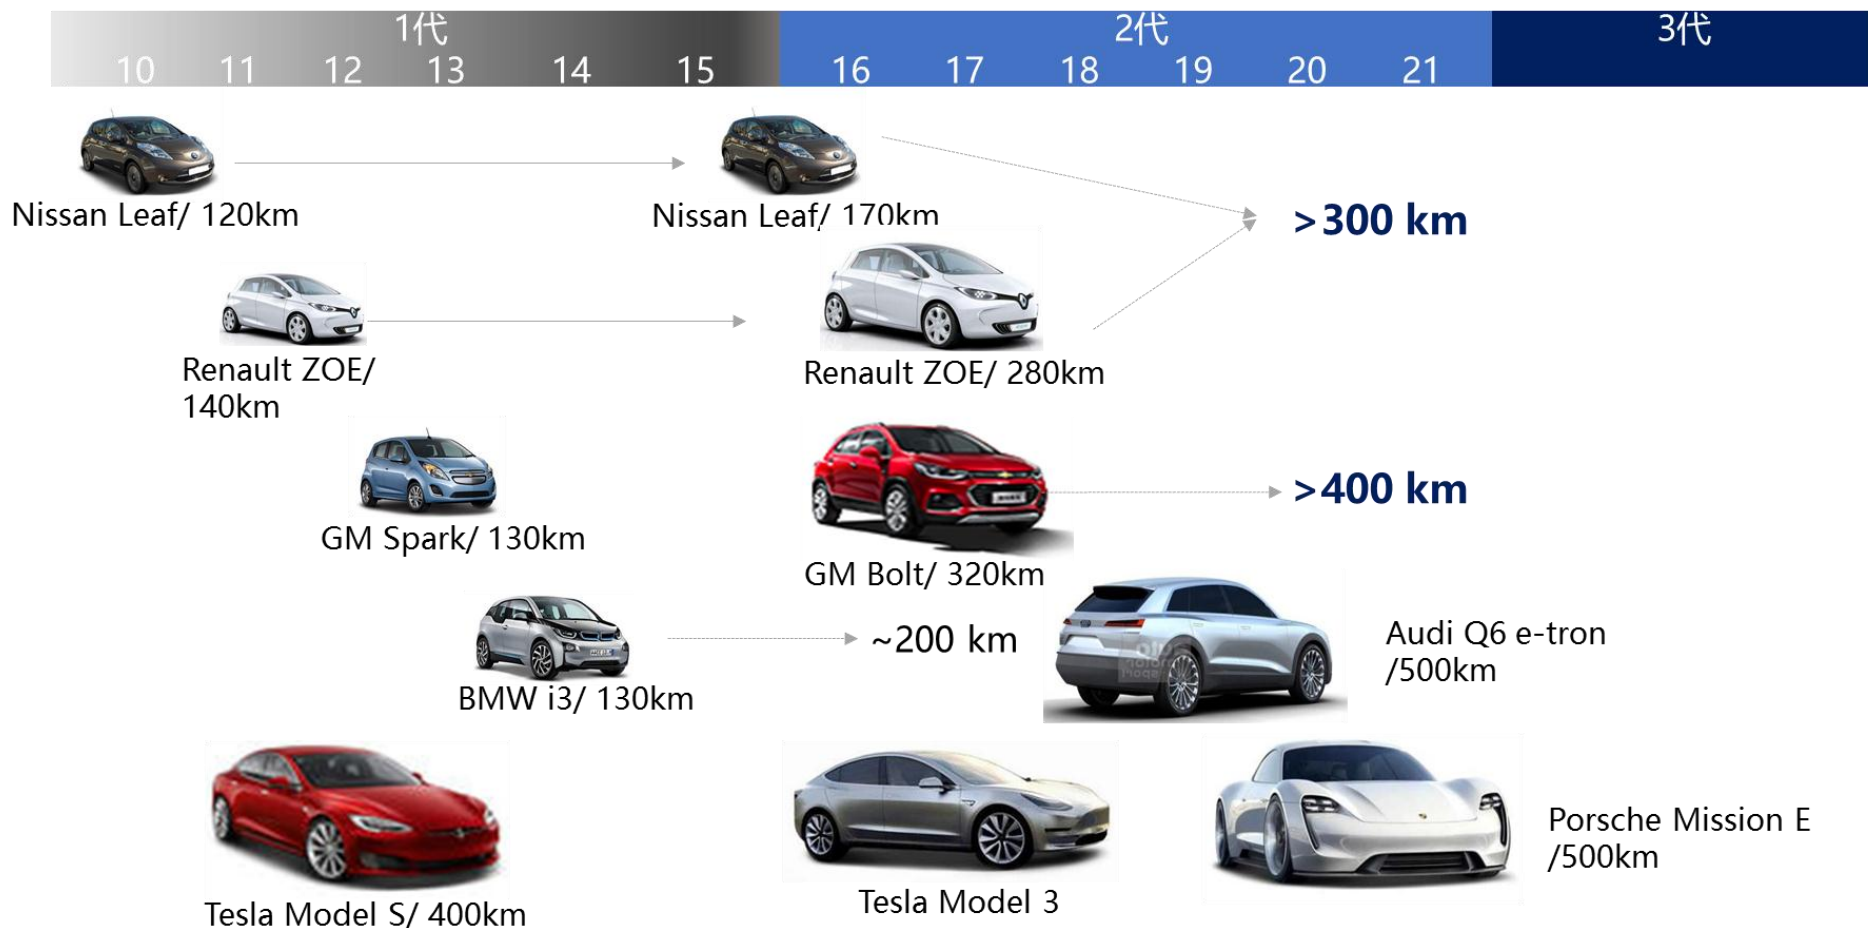 1代
2代
3代
10 11 12 13 14 15 16 17 18 19 20 21
Nissan Leaf/ 120km
Nissan Leaf/ 170km
>300 km
Renault ZOE/
140km
Renault ZOE/ 280km
GM Spark/ 130km
GM Bolt/ 320km
>400 km
BMW i3/ 130km
~200 km
Audi Q6 e-tron
/500km
Tesla Model S/ 400km
Tesla Model 3
Porsche Mission E
/500km